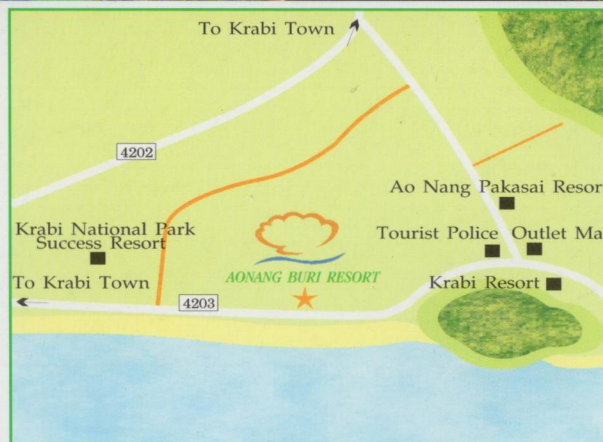 To Krabi Town
4202
Ao Nang Pakasai Resor
Krabi National Park
Success Resort
Tourist Police Outlet Ma
AONANG BURI RESORT
To Krabi Town
Krabi Resort
4203